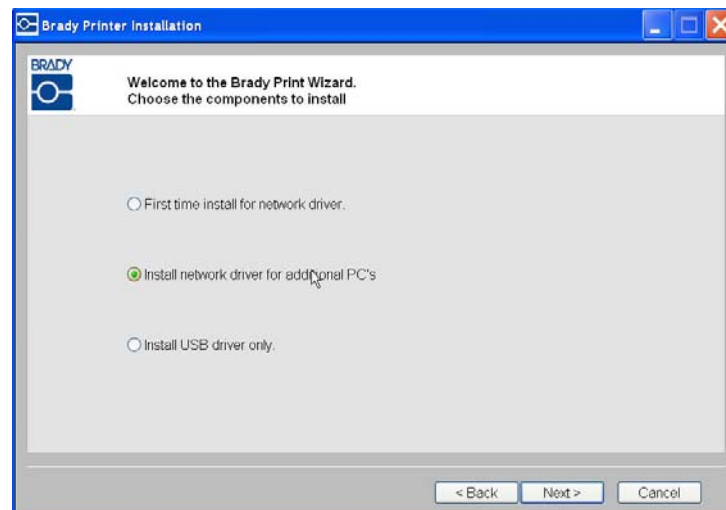 Brady Printer Installation
BRADY
Welcome to the Brady Print Wizard.
Choose the components to install
First time install for network driver.
Install network driver for additional PC's
Install USB driver only.
< Back
Next >
Cancel